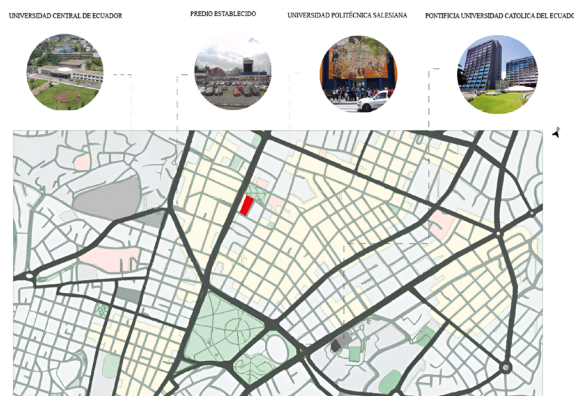 UNIVERSIDAD CENTRAL DE ECUADOR
PREDIO ESTABLECIDO
UNIVERSIDAD POLITÉCNICA SALESIANA
PONTIFICIA UNIVERSIDAD CATOLICA DEL ECUADO